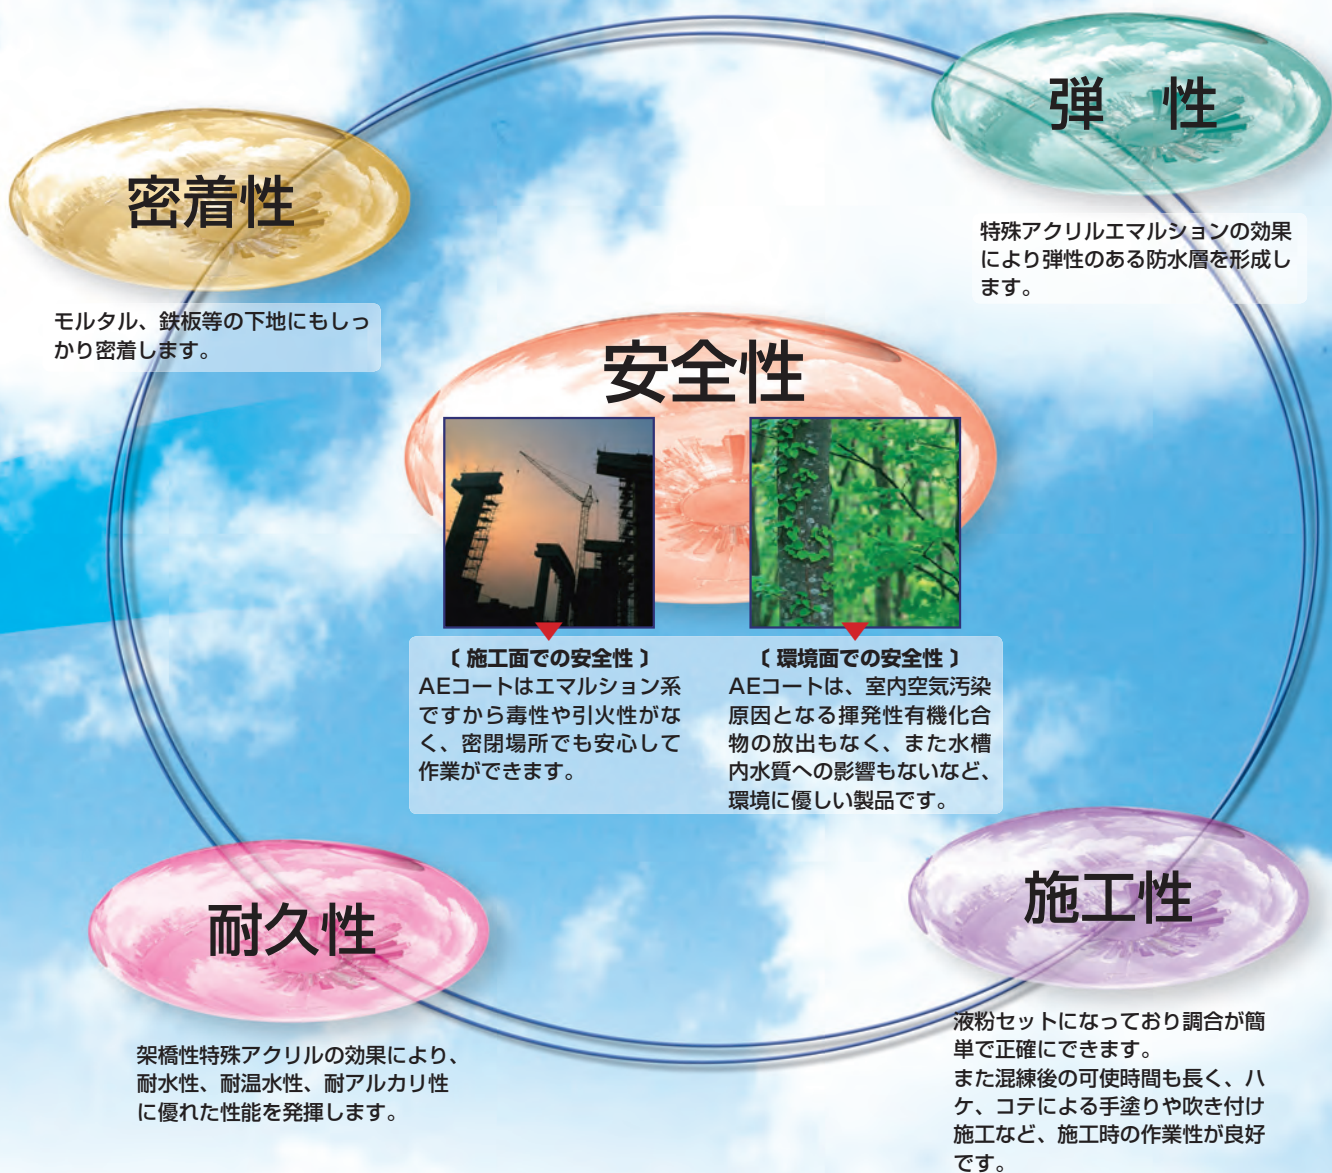 密着性
モルタル、鉄板等の下地にもしっ
かり密着します。
弾　性
特殊アクリルエマルションの効果
により弾性のある防水層を形成し
ます。
安全性
〔 施工面での安全性 〕
AEコートはエマルション系
ですから毒性や引火性がな
く、密閉場所でも安心して
作業ができます。
〔 環境面での安全性 〕
AEコートは、室内空気汚染
原因となる揮発性有機化合
物の放出もなく、また水槽
内水質への影響もないなど、
環境に優しい製品です。
耐久性
架橋性特殊アクリルの効果により、
耐水性、耐温水性、耐アルカリ性
に優れた性能を発揮します。
施工性
液粉セットになっており調合が簡
単で正確にできます。
また混練後の可使時間も長く、ハ
ケ、コテによる手塗りや吹き付け
施工など、施工時の作業性が良好
です。